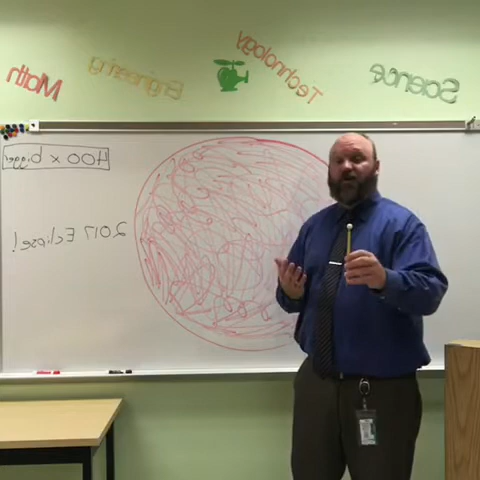 Science
Technology
Engineering
Math
400 x bigger
2017 Eclipse!